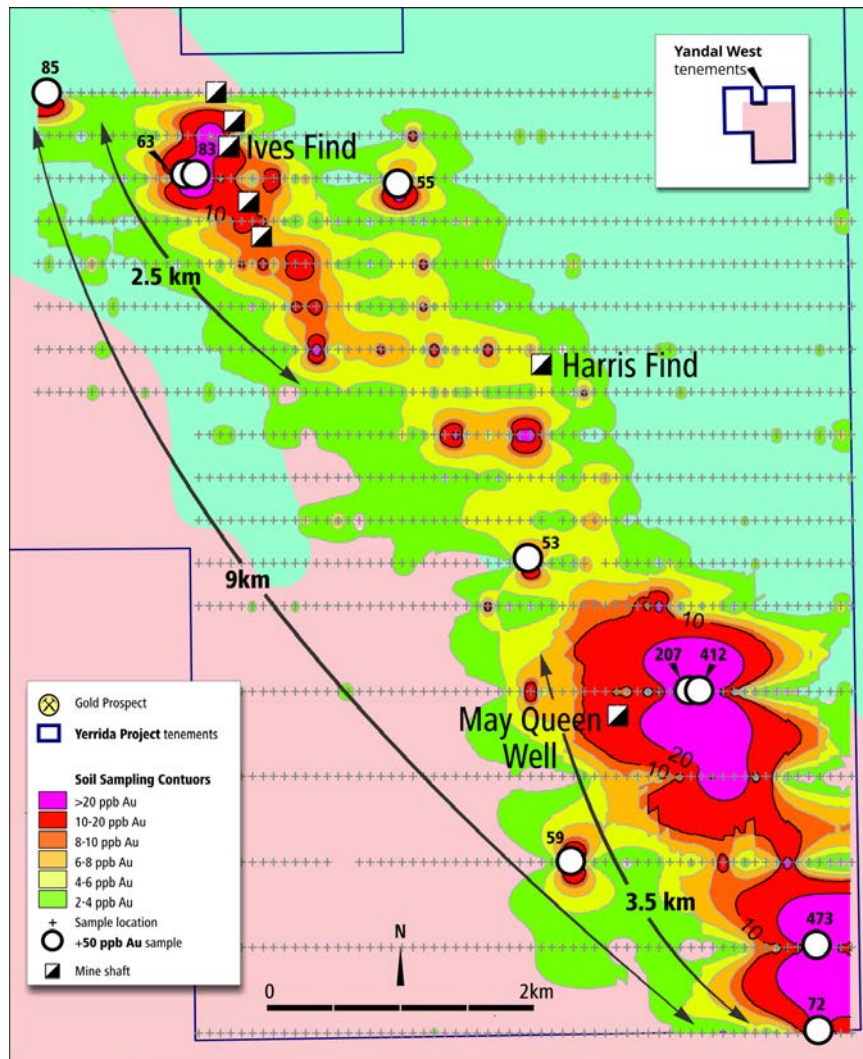 85
Yandal West
tenements
63
83
Ives Find
55
10
2.5 km
Harris Find
53
9km
10
207
412
May Queen
Well
20
10
59
3.5 km
473
10
72
Gold Prospect
Yerrida Project tenements
Soil Sampling Contuors
>20 ppb Au
10-20 ppb Au
8-10 ppb Au
6-8 ppb Au
4-6 ppb Au
2-4 ppb Au
Sample location
+50 ppb Au sample
Mine shaft
N
0
2km